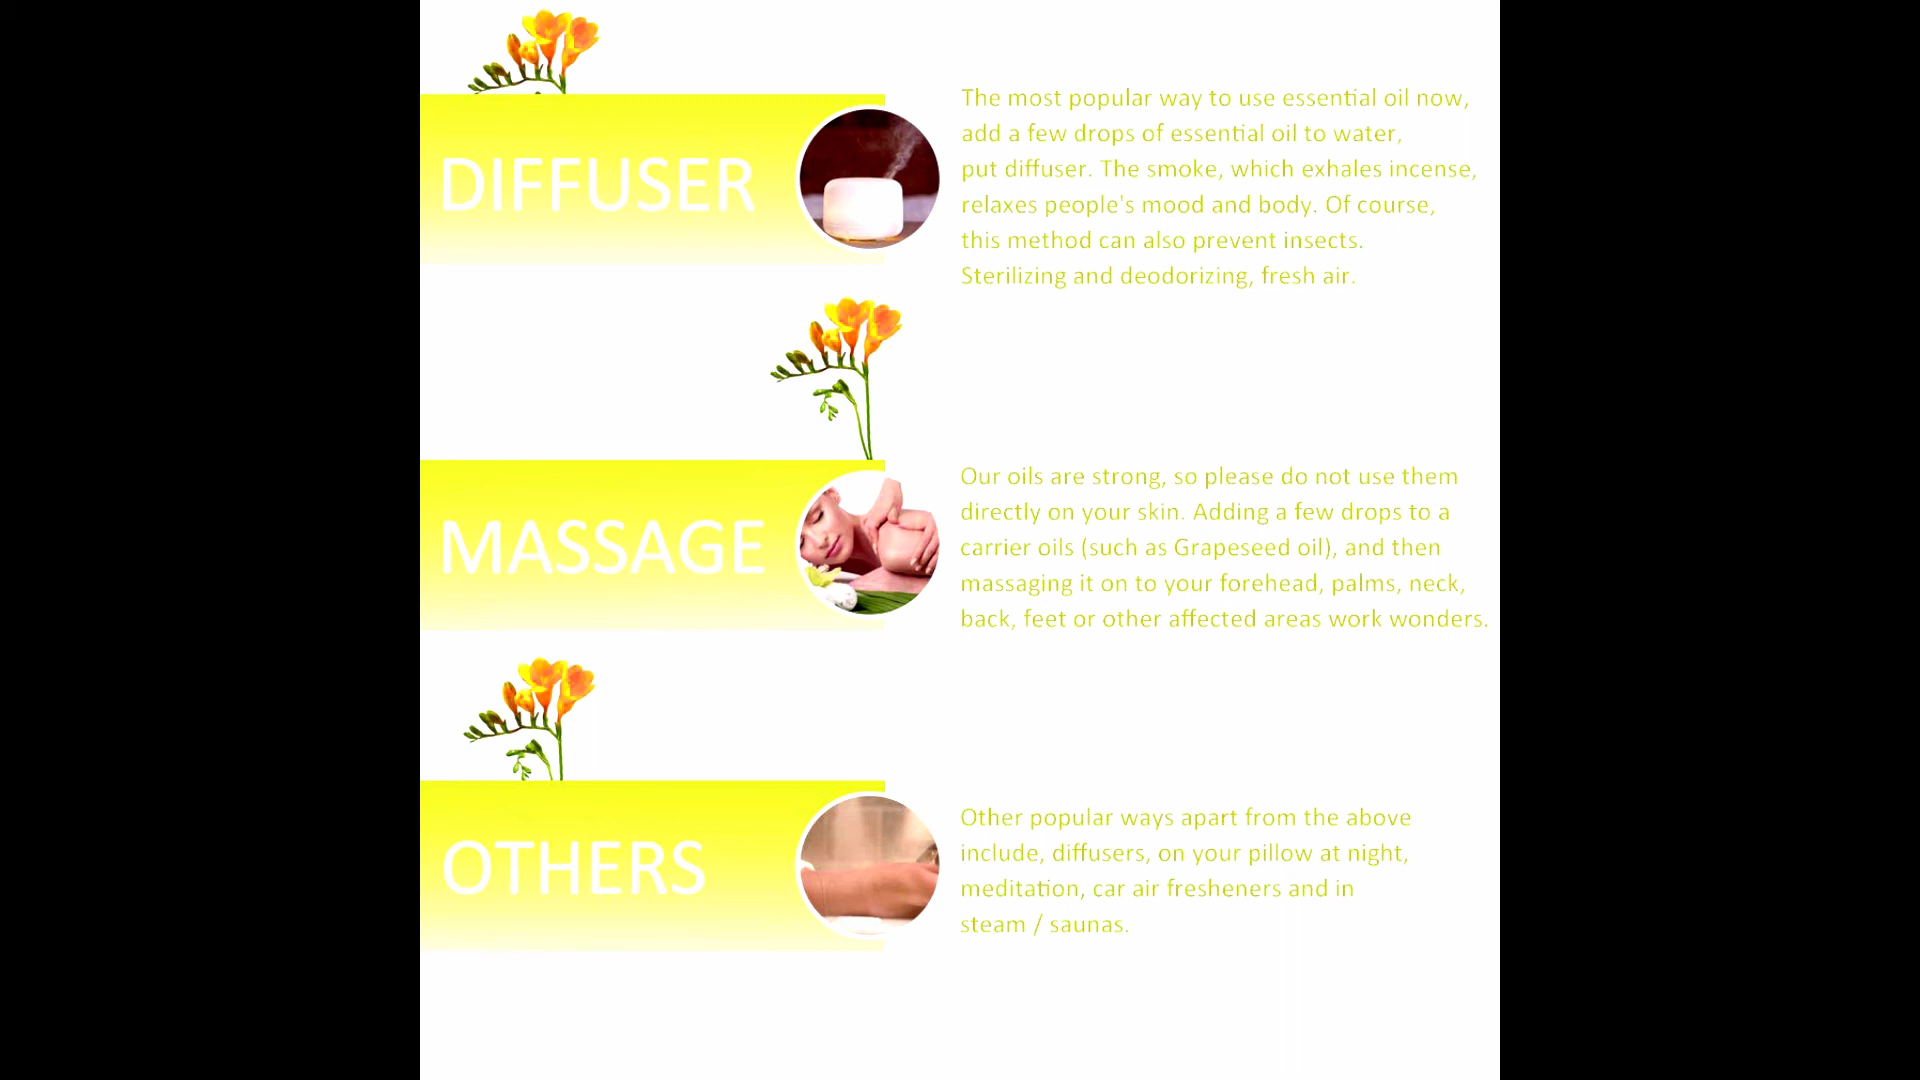 DIFFUSER
The most popular way to use essential oil now,
add a few drops of essential oil to water,
put diffuser. The smoke, which exhales incense,
relaxes people's mood and body. Of course,
this method can also prevent insects.
Sterilizing and deodorizing, fresh air.
MASSAGE
Our oils are strong, so please do not use them
directly on your skin. Adding a few drops to a
carrier oils (such as Grapeseed oil), and then
massaging it on to your forehead, palms, neck,
back, feet or other affected areas work wonders.
OTHERS
Other popular ways apart from the above
include, diffusers, on your pillow at night,
meditation, car air fresheners and in
steam / saunas.